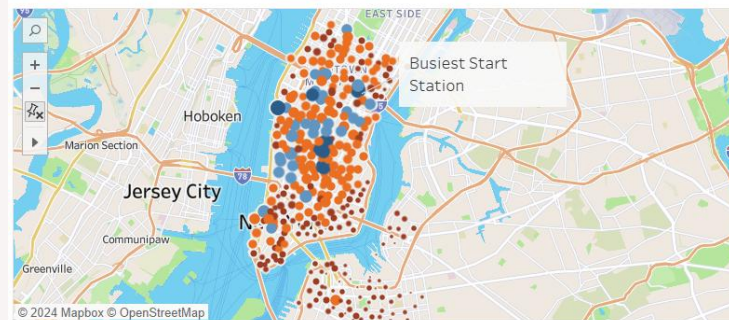 EAST SIDE
Busiest Start
Station
Hoboken
Marion Section
78
Jersey City
N
Communipaw
Greenville
© 2024 Mapbox © OpenStreetMap